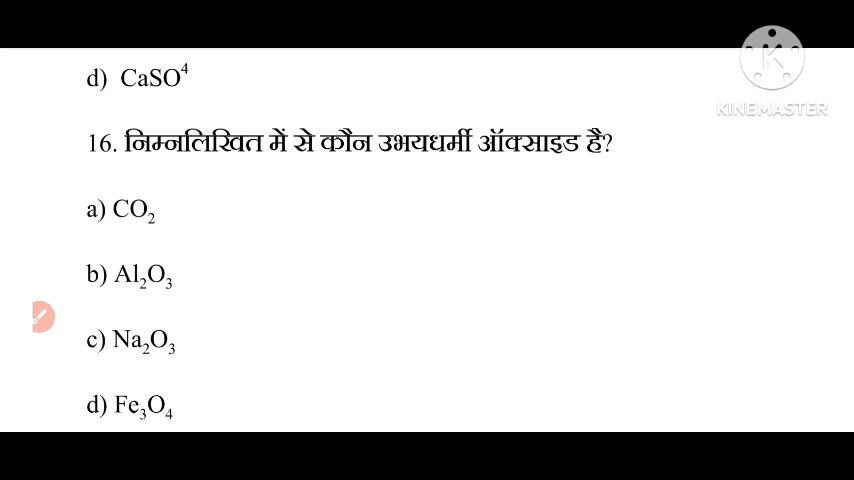 KINEMASTER
d) CaSO⁴
16. निम्नलिखित में से कौन उभयधर्मी ऑक्साइड है?
a) CO₂
b) Al₂O₃
c) Na₂O₃
d) Fe₃O₄